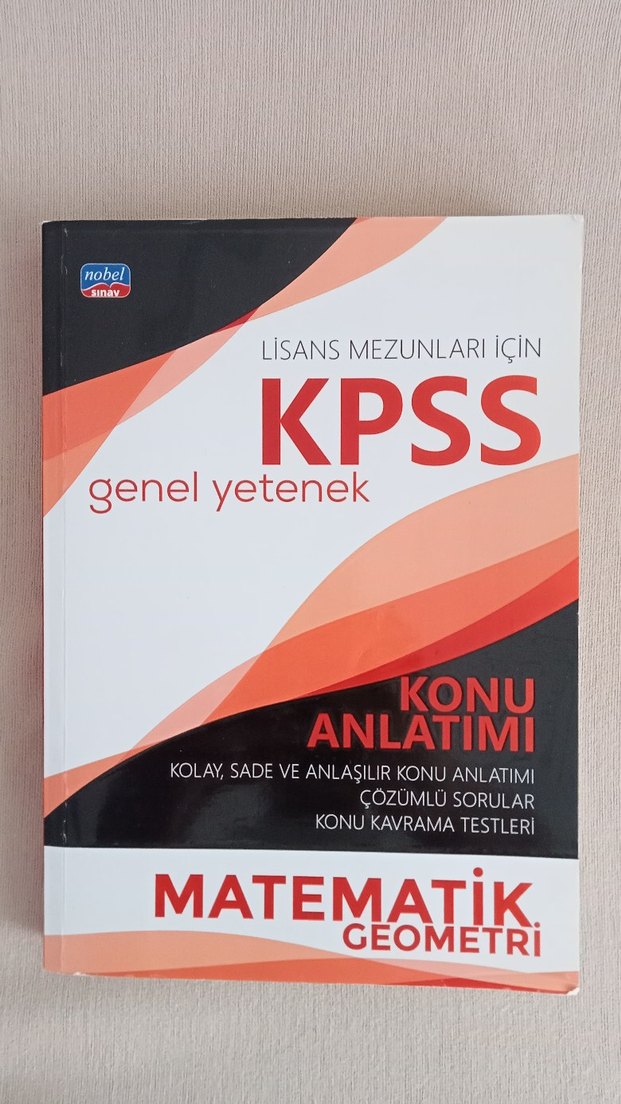 nobel
sınav
LİSANS MEZUNLARI İÇİN
KPSS
genel yetenek
KONU
ANLATIMI
KOLAY, SADE VE ANLAŞILIR KONU ANLATIMI
ÇÖZÜMLÜ SORULAR
KONU KAVRAMA TESTLERİ
MATEMATİK
GEOMETRİ